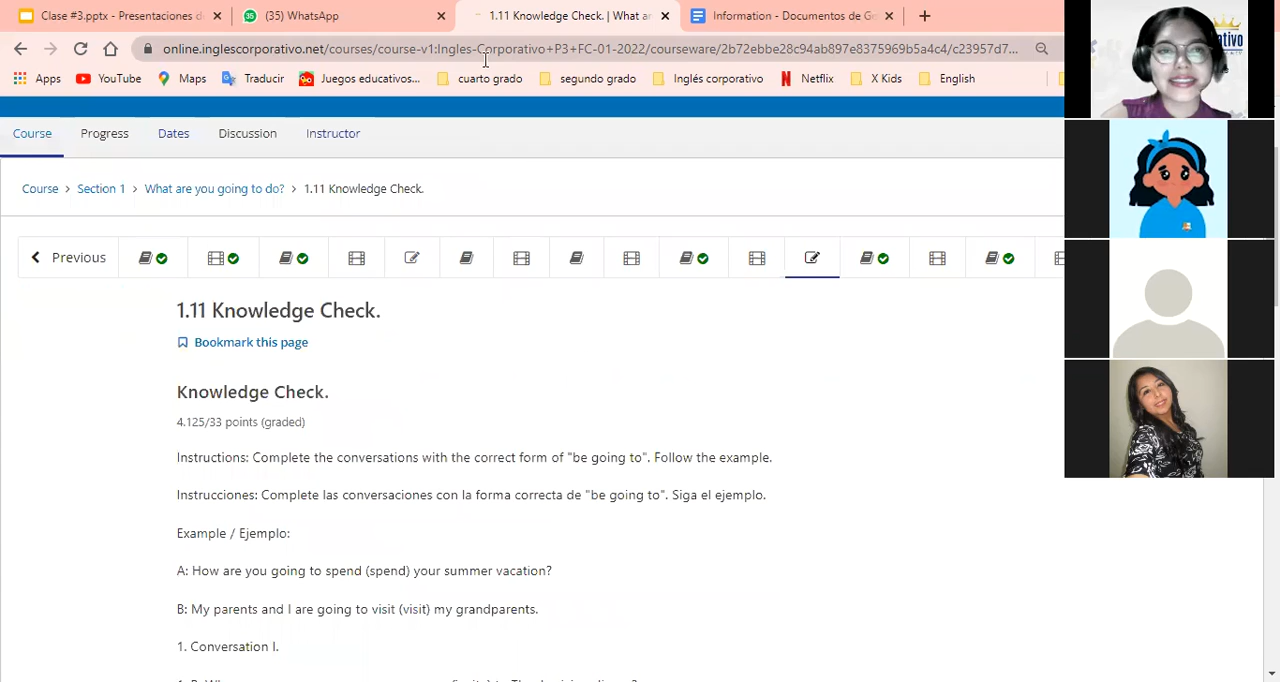 Clase #3.pptx - Presentaciones d
(35) WhatsApp
1.11 Knowledge Check. | What ar
Information - Documentos de Go
online.inglescorporativo.net/courses/course-v1:Ingles-Corporativo+P3+FC-01-2022/courseware/2b72ebbe28c94ab897e8375969b5a4c4/c23957d7...
Apps
YouTube
Maps
Traducir
Juegos educativos...
cuarto grado
segundo grado
Inglés corporativo
Netflix
X Kids
English
Course
Progress
Dates
Discussion
Instructor
Course > Section 1 > What are you going to do? > 1.11 Knowledge Check.
Previous
1.11 Knowledge Check.
Bookmark this page
Knowledge Check.
4.125/33 points (graded)
Instructions: Complete the conversations with the correct form of "be going to". Follow the example.
Instrucciones: Complete las conversaciones con la forma correcta de "be going to". Siga el ejemplo.
Example / Ejemplo:
A: How are you going to spend (spend) your summer vacation?
B: My parents and I are going to visit (visit) my grandparents.
1. Conversation I.